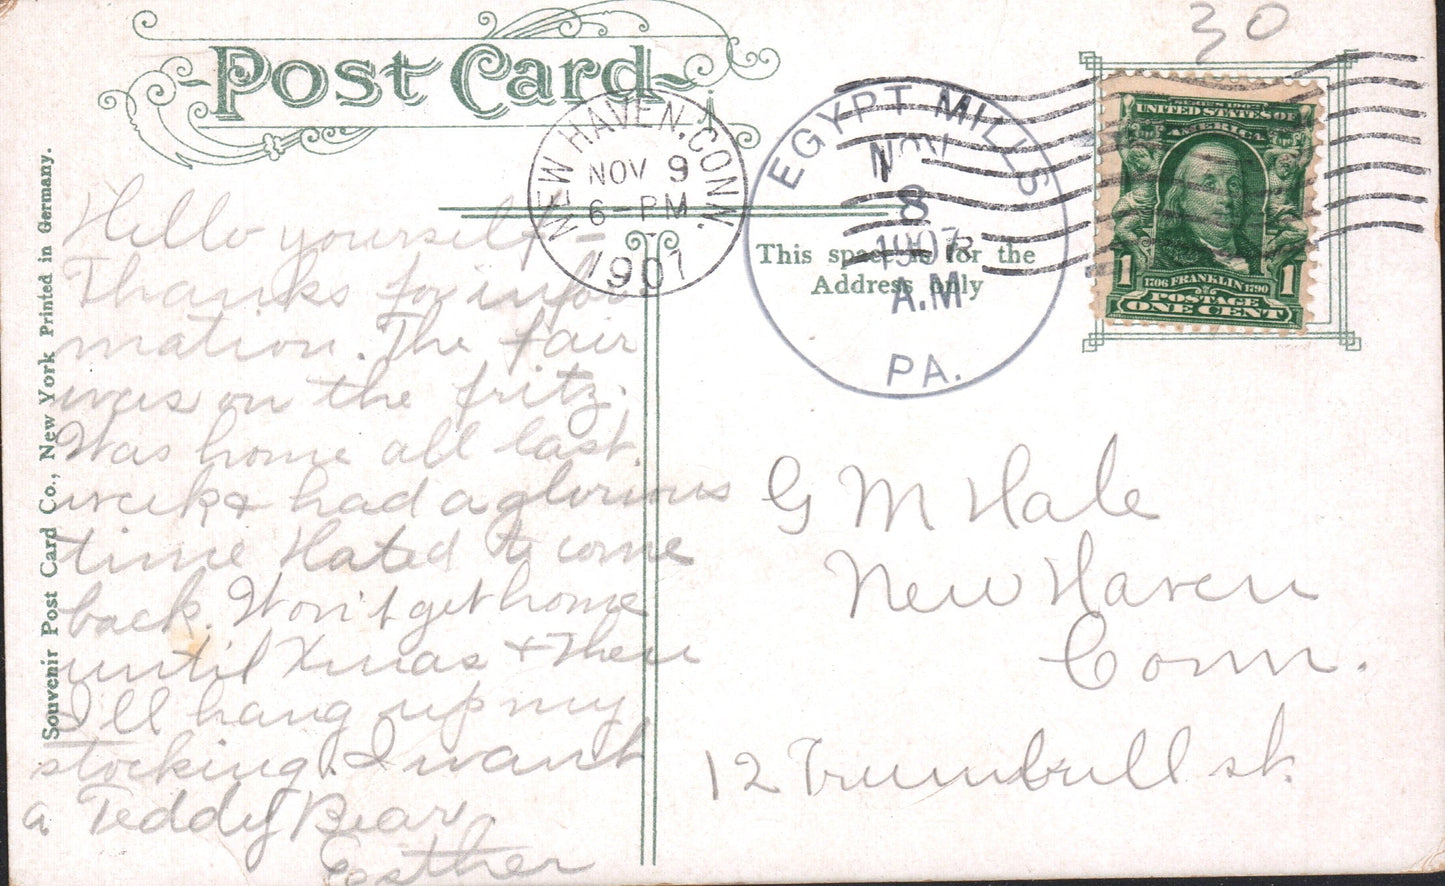 30
Post Card
NEW HAVEN, CONN.
NOV 9
6-PM
1907
EGYPT MILLS
NOV
8
1907
A.M
PA.
SERIES 1902
UNITED STATES OF
AMERICA
1 1
1706 FRANKLIN 1790
POSTAGE
ONE CENT
This space is for the
Address only
Souvenir Post Card Co., New York Printed in Germany.
Hello yourself -
Thanks for infor
mation. The fair
was on the fritz.
Was home all last
week & had a glorious
time Hated to come
back. Won't get home
until Xmas + then
I'll hang up my
stocking. I want
a Teddy Bear.
Esther
G M Hale
New Haven
Conn.
12 Trumbull st.